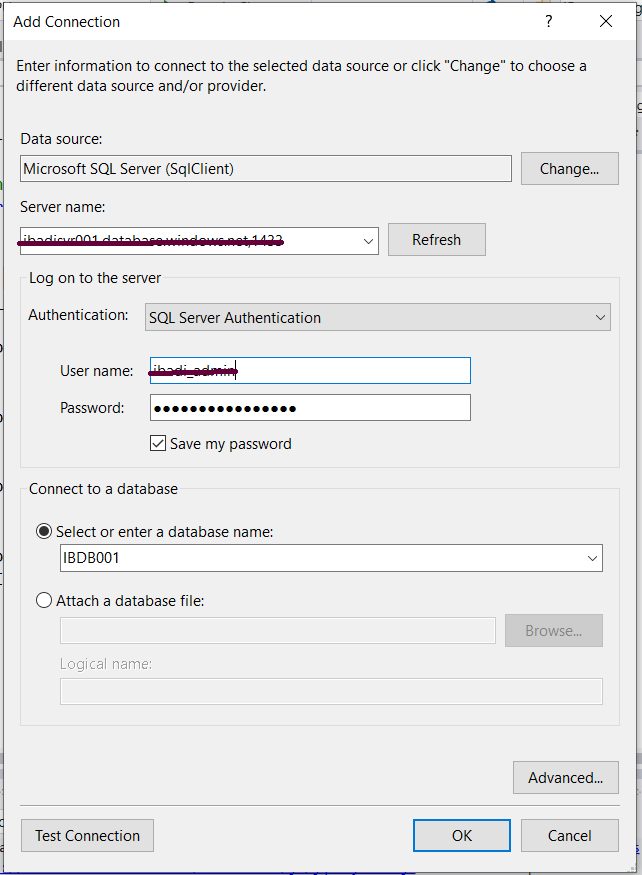 Add Connection
?
Enter information to connect to the selected data source or click "Change" to choose a
different data source and/or provider.
Data source:
Microsoft SQL Server (SqlClient)
Change...
Server name:
Refresh
Log on to the server
Authentication:
SQL Server Authentication
User name:
Password:
Save my password
Connect to a database
Select or enter a database name:
IBDB001
Attach a database file:
Browse...
Logical name:
Advanced...
Test Connection
OK
Cancel